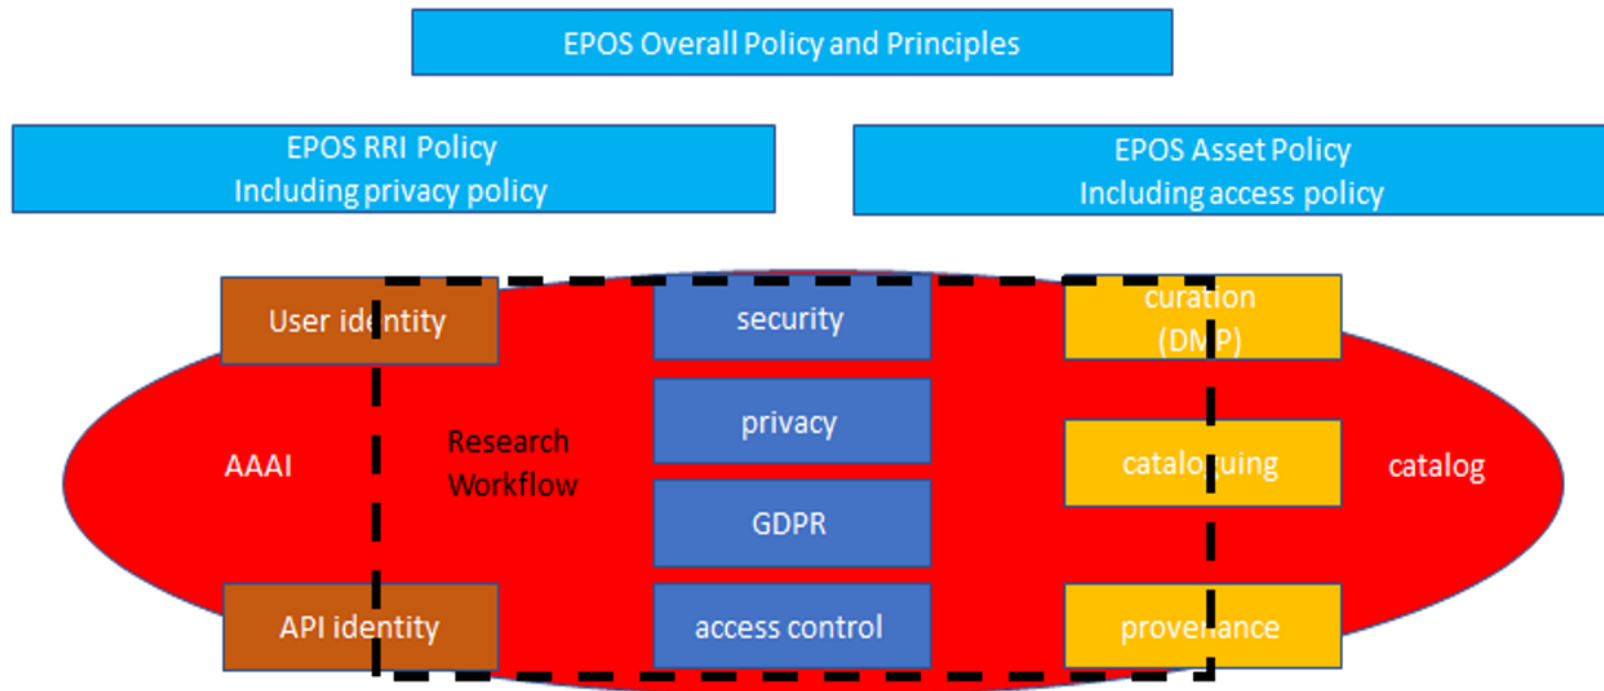 EPOS Overall Policy and Principles
EPOS RRI Policy
Including privacy policy
EPOS Asset Policy
Including access policy
User identity
security
curation
(DMP)
privacy
Research
Workflow
AAAI
cataloguing
catalog
GDPR
API identity
access control
provenance